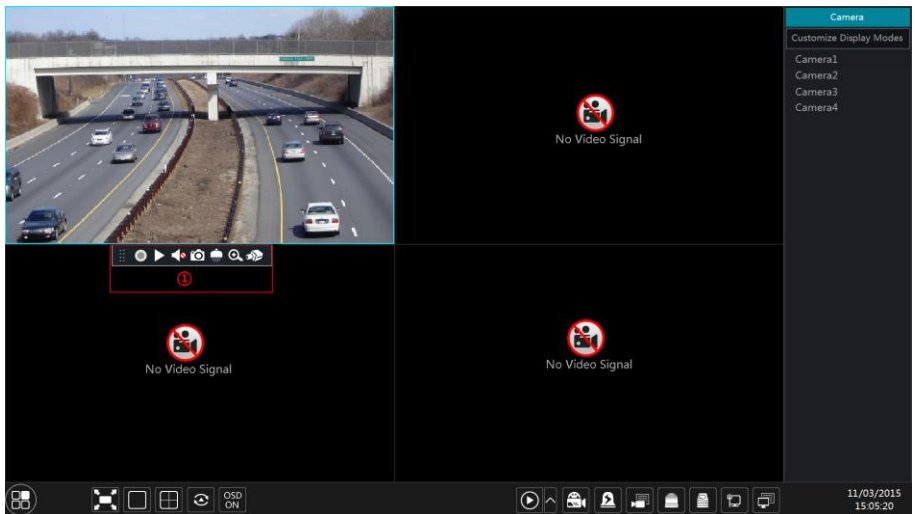 Camera
Customize Display Modes
Camera1
Camera2
Camera3
Camera4
No Video Signal
①
No Video Signal
No Video Signal
OSD
ON
11/03/2015
15:05:20